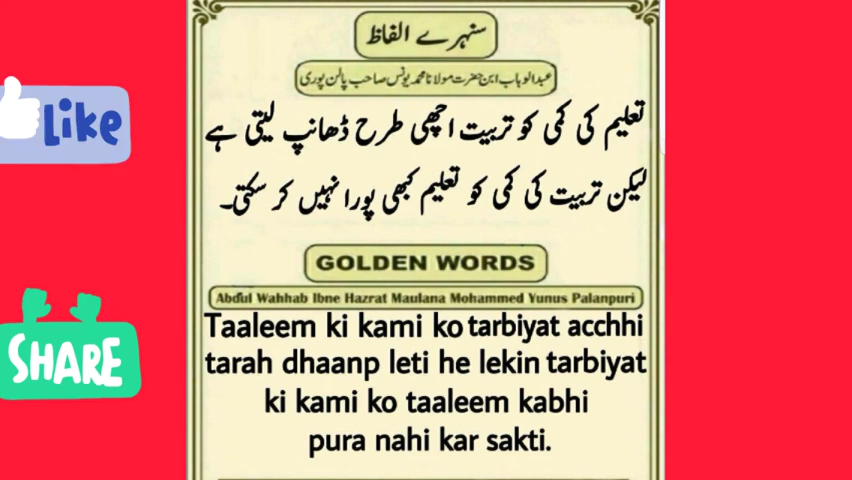 سنہرے الفاظ
عبدالوہاب ابن حضرت مولانا محمد یونس صاحب پالن پوری
تعلیم کی کمی کو تربیت اچھی طرح ڈھانپ لیتی ہے
لیکن تربیت کی کمی کو تعلیم کبھی پورا نہیں کر سکتی۔
Like
GOLDEN WORDS
Abdul Wahhab Ibne Hazrat Maulana Mohammed Yunus Palanpuri
Taaleem ki kami ko tarbiyat acchhi
tarah dhaanp leti he lekin tarbiyat
ki kami ko taaleem kabhi
pura nahi kar sakti.
SHARE